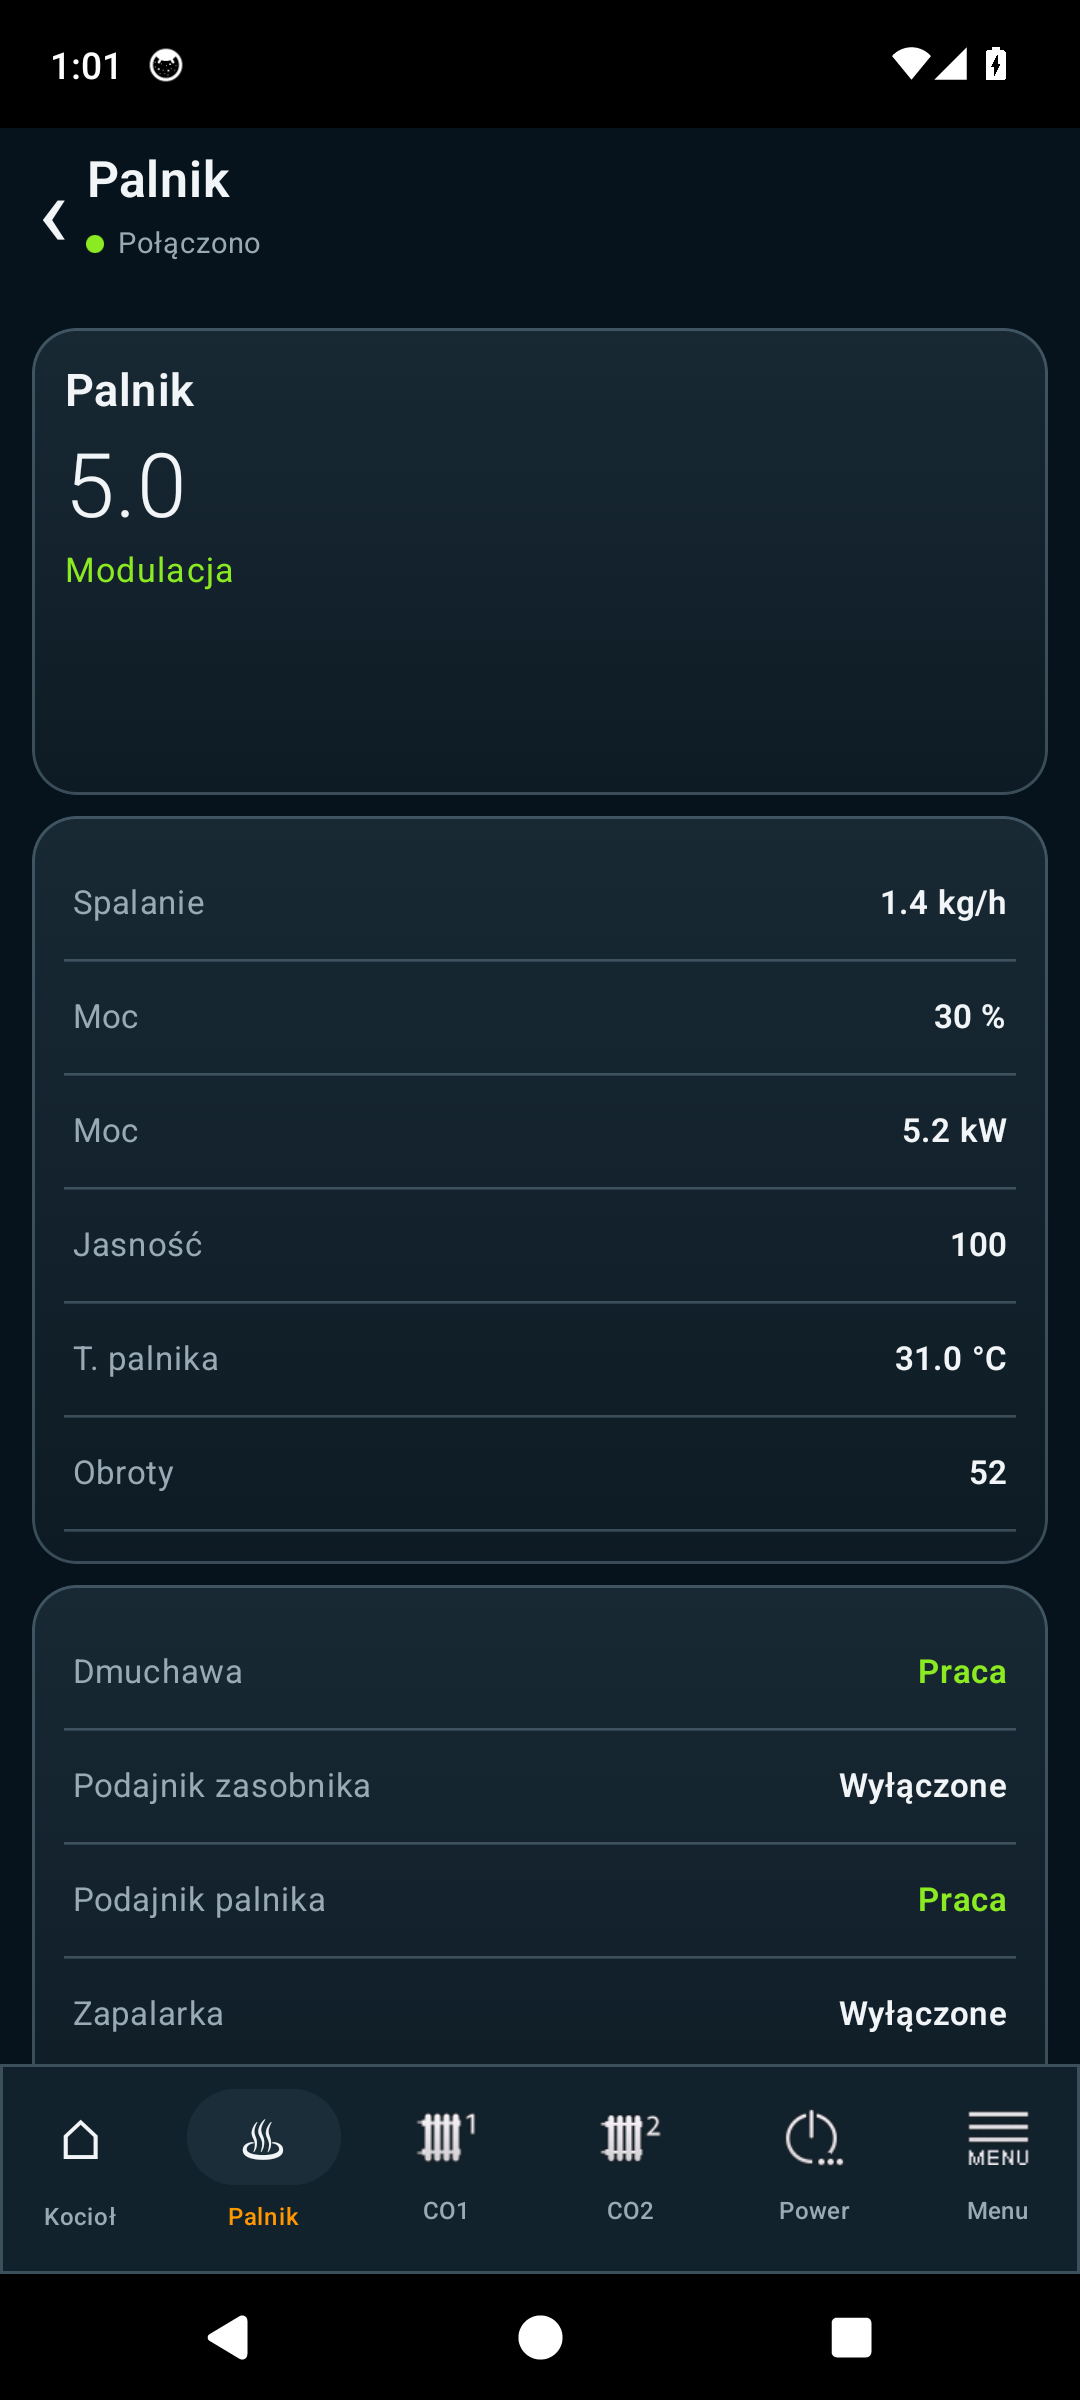 1:01
Palnik
Połączono
Palnik
5.0
Modulacja
Spalanie 1.4 kg/h
Moc 30 %
Moc 5.2 kW
Jasność 100
T. palnika 31.0 °C
Obroty 52
Dmuchawa Praca
Podajnik zasobnika Wyłączone
Podajnik palnika Praca
Zapalarka Wyłączone
1 2 MENU
Kocioł Palnik CO1 CO2 Power Menu